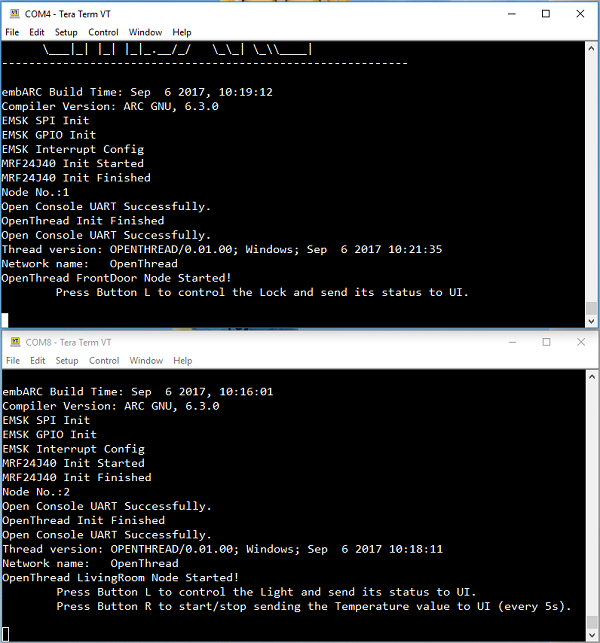 COM4 - Tera Term VT
File Edit Setup Control Window Help
------------------------------------------------------------
embARC Build Time: Sep  6 2017, 10:19:12
Compiler Version: ARC GNU, 6.3.0
EMSK SPI Init
EMSK GPIO Init
EMSK Interrupt Config
MRF24J40 Init Started
MRF24J40 Init Finished
Node No.:1
Open Console UART Successfully.
OpenThread Init Finished
Open Console UART Successfully.
Thread version: OPENTHREAD/0.01.00; Windows; Sep  6 2017 10:21:35
Network name:   OpenThread
OpenThread FrontDoor Node Started!
Press Button L to control the Lock and send its status to UI.
COM8 - Tera Term VT
File Edit Setup Control Window Help
embARC Build Time: Sep  6 2017, 10:16:01
Compiler Version: ARC GNU, 6.3.0
EMSK SPI Init
EMSK GPIO Init
EMSK Interrupt Config
MRF24J40 Init Started
MRF24J40 Init Finished
Node No.:2
Open Console UART Successfully.
OpenThread Init Finished
Open Console UART Successfully.
Thread version: OPENTHREAD/0.01.00; Windows; Sep  6 2017 10:18:11
Network name:   OpenThread
OpenThread LivingRoom Node Started!
Press Button L to control the Light and send its status to UI.
Press Button R to start/stop sending the Temperature value to UI (every 5s).